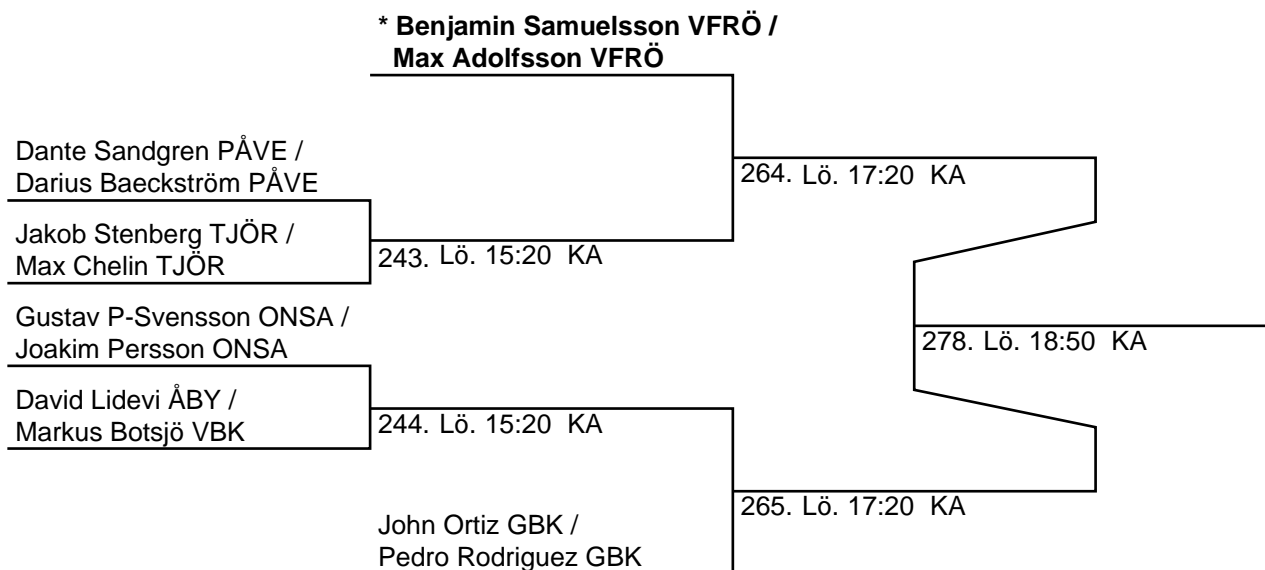 * Benjamin Samuelsson VFRÖ /
Max Adolfsson VFRÖ
Dante Sandgren PÅVE /
Darius Baeckström PÅVE
264. Lö. 17:20 KA
Jakob Stenberg TJÖR /
Max Chelin TJÖR
243. Lö. 15:20 KA
Gustav P-Svensson ONSA /
Joakim Persson ONSA
278. Lö. 18:50 KA
David Lidevi ÅBY /
Markus Botsjö VBK
244. Lö. 15:20 KA
265. Lö. 17:20 KA
John Ortiz GBK /
Pedro Rodriguez GBK